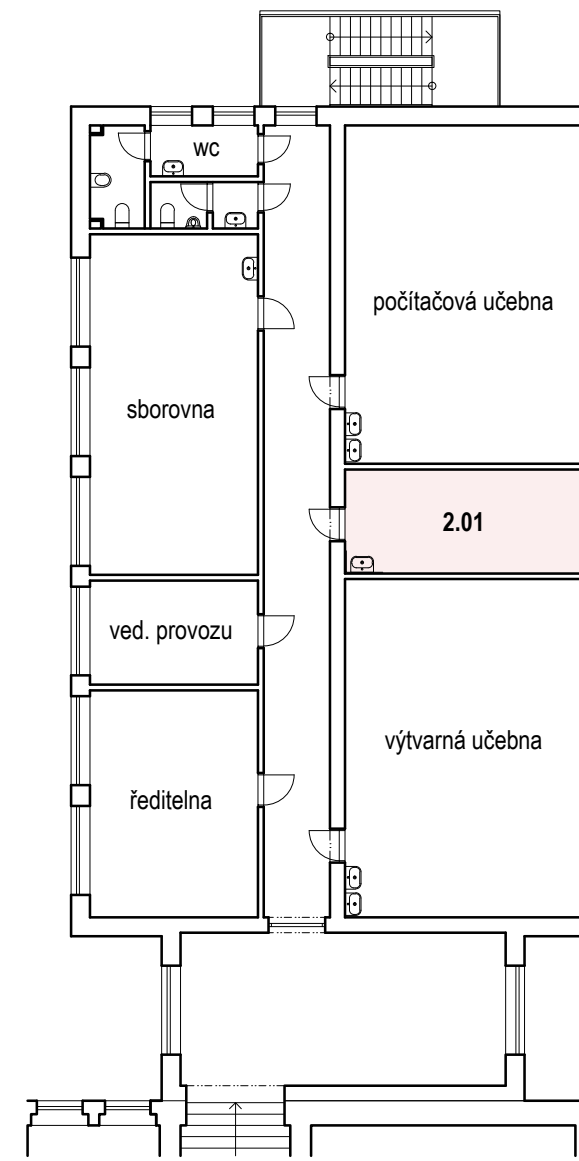 wc
počítačová učebna
sborovna
2.01
ved. provozu
výtvarná učebna
ředitelna